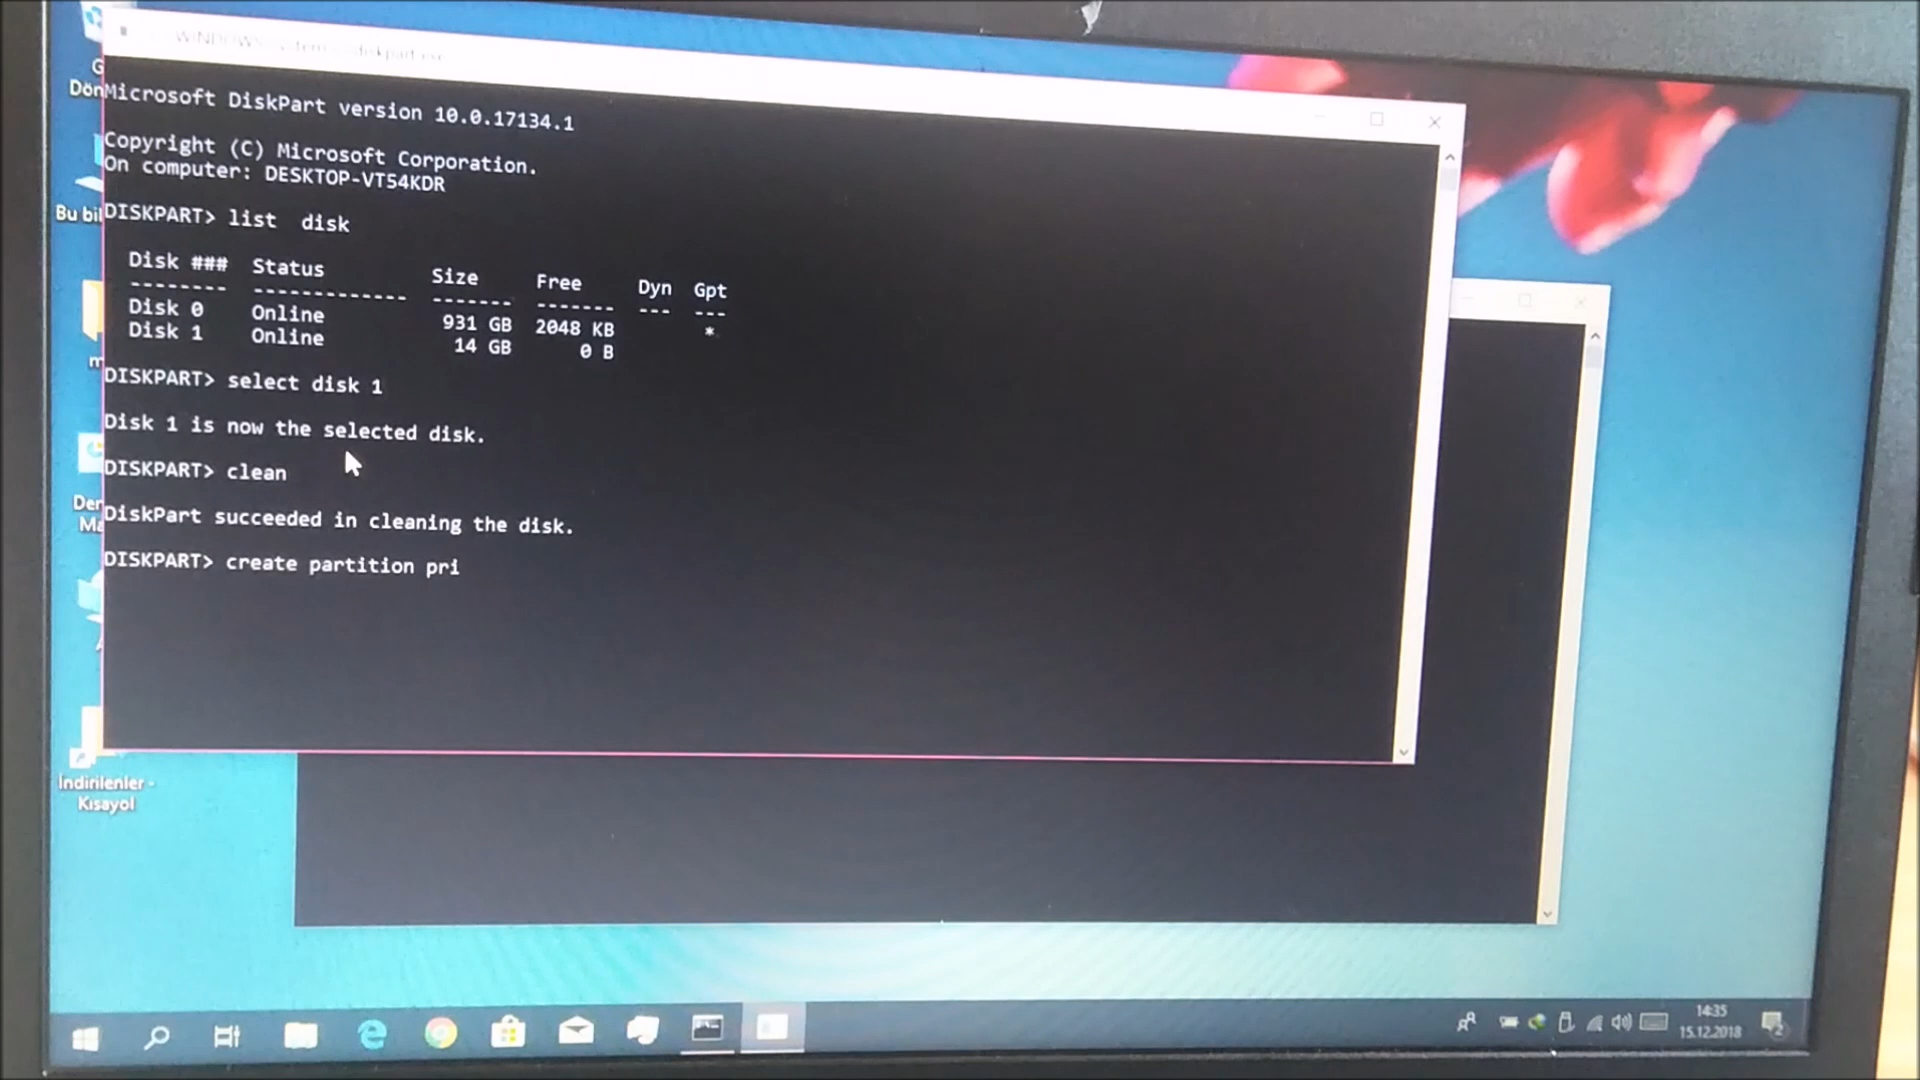 Microsoft DiskPart version 10.0.17134.1
Copyright (C) Microsoft Corporation.
On computer: DESKTOP-VT54KDR
DISKPART> list  disk
Disk ###  Status  Size  Free  Dyn  Gpt
--------  -------------  -------  -------  ---  ---
Disk 0  Online  931 GB  2048 KB  *
Disk 1  Online  14 GB  0 B
DISKPART> select disk 1
Disk 1 is now the selected disk.
DISKPART> clean
DiskPart succeeded in cleaning the disk.
DISKPART> create partition pri
Bu bil
İndirilenler -
Kısayol
14:35
15.12.2018